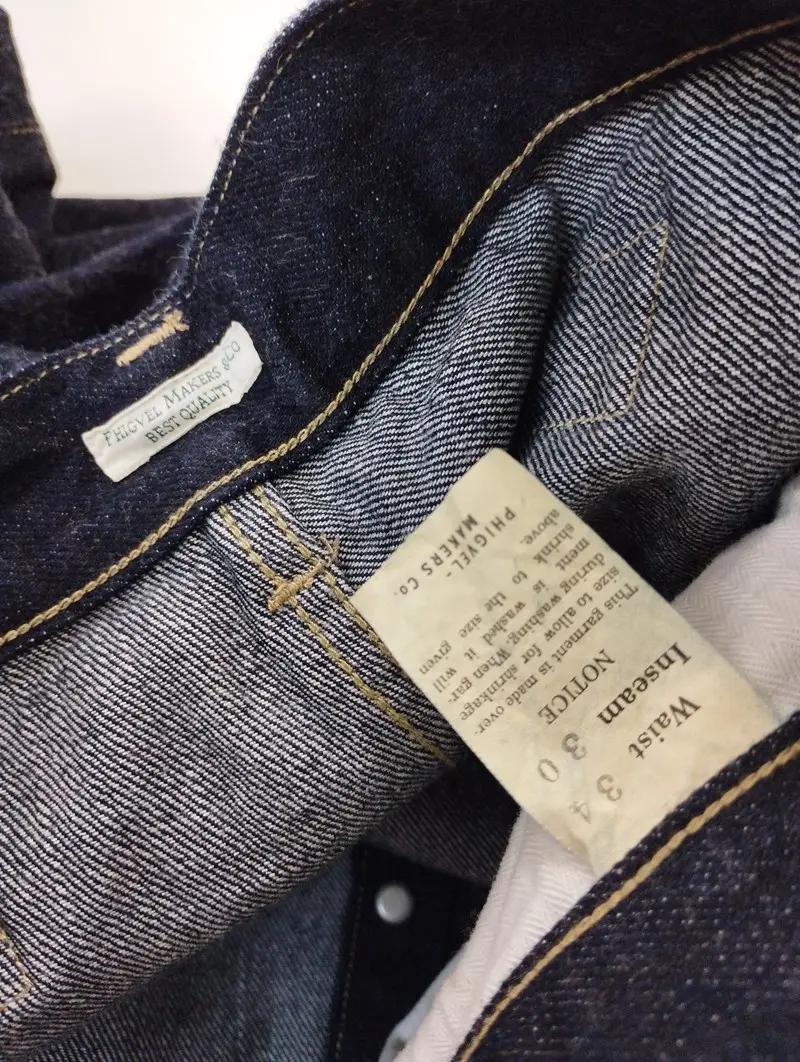 PHIGVEL MAKERS &CO
BEST QUALITY
Waist 34
Inseam 30
NOTICE
This garment is made over-
size to allow for shrinkage
during washing. When gar-
ment is washed it will
shrink to the size given
above.
PHIGVEL-
MAKERS Co.